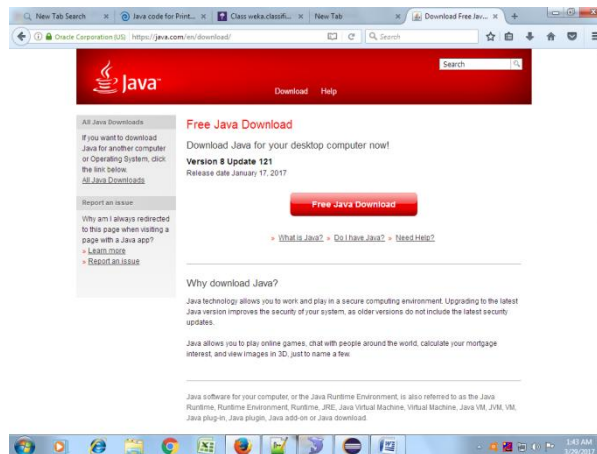 New Tab Search
Java code for Print...
Class weka.classifi...
New Tab
Download Free Jav...
Oracle Corporation (US)
https://java.com/en/download/
Search
Search
Java
Download Help
All Java Downloads
If you want to download
Java for another computer
or Operating System, click
the link below.
All Java Downloads
Report an issue
Why am I always redirected
to this page when visiting a
page with a Java app?
» Learn more
» Report an issue
Free Java Download
Download Java for your desktop computer now!
Version 8 Update 121
Release date January 17, 2017
Free Java Download
» What is Java? » Do I have Java? » Need Help?
Why download Java?
Java technology allows you to work and play in a secure computing environment. Upgrading to the latest
Java version improves the security of your system, as older versions do not include the latest security
updates.
Java allows you to play online games, chat with people around the world, calculate your mortgage
interest, and view images in 3D, just to name a few.
Java software for your computer, or the Java Runtime Environment, is also referred to as the Java
Runtime, Runtime Environment, Runtime, JRE, Java Virtual Machine, Virtual Machine, Java VM, JVM, VM,
Java plug-in, Java plugin, Java add-on or Java download.
1:43 AM
3/29/2017